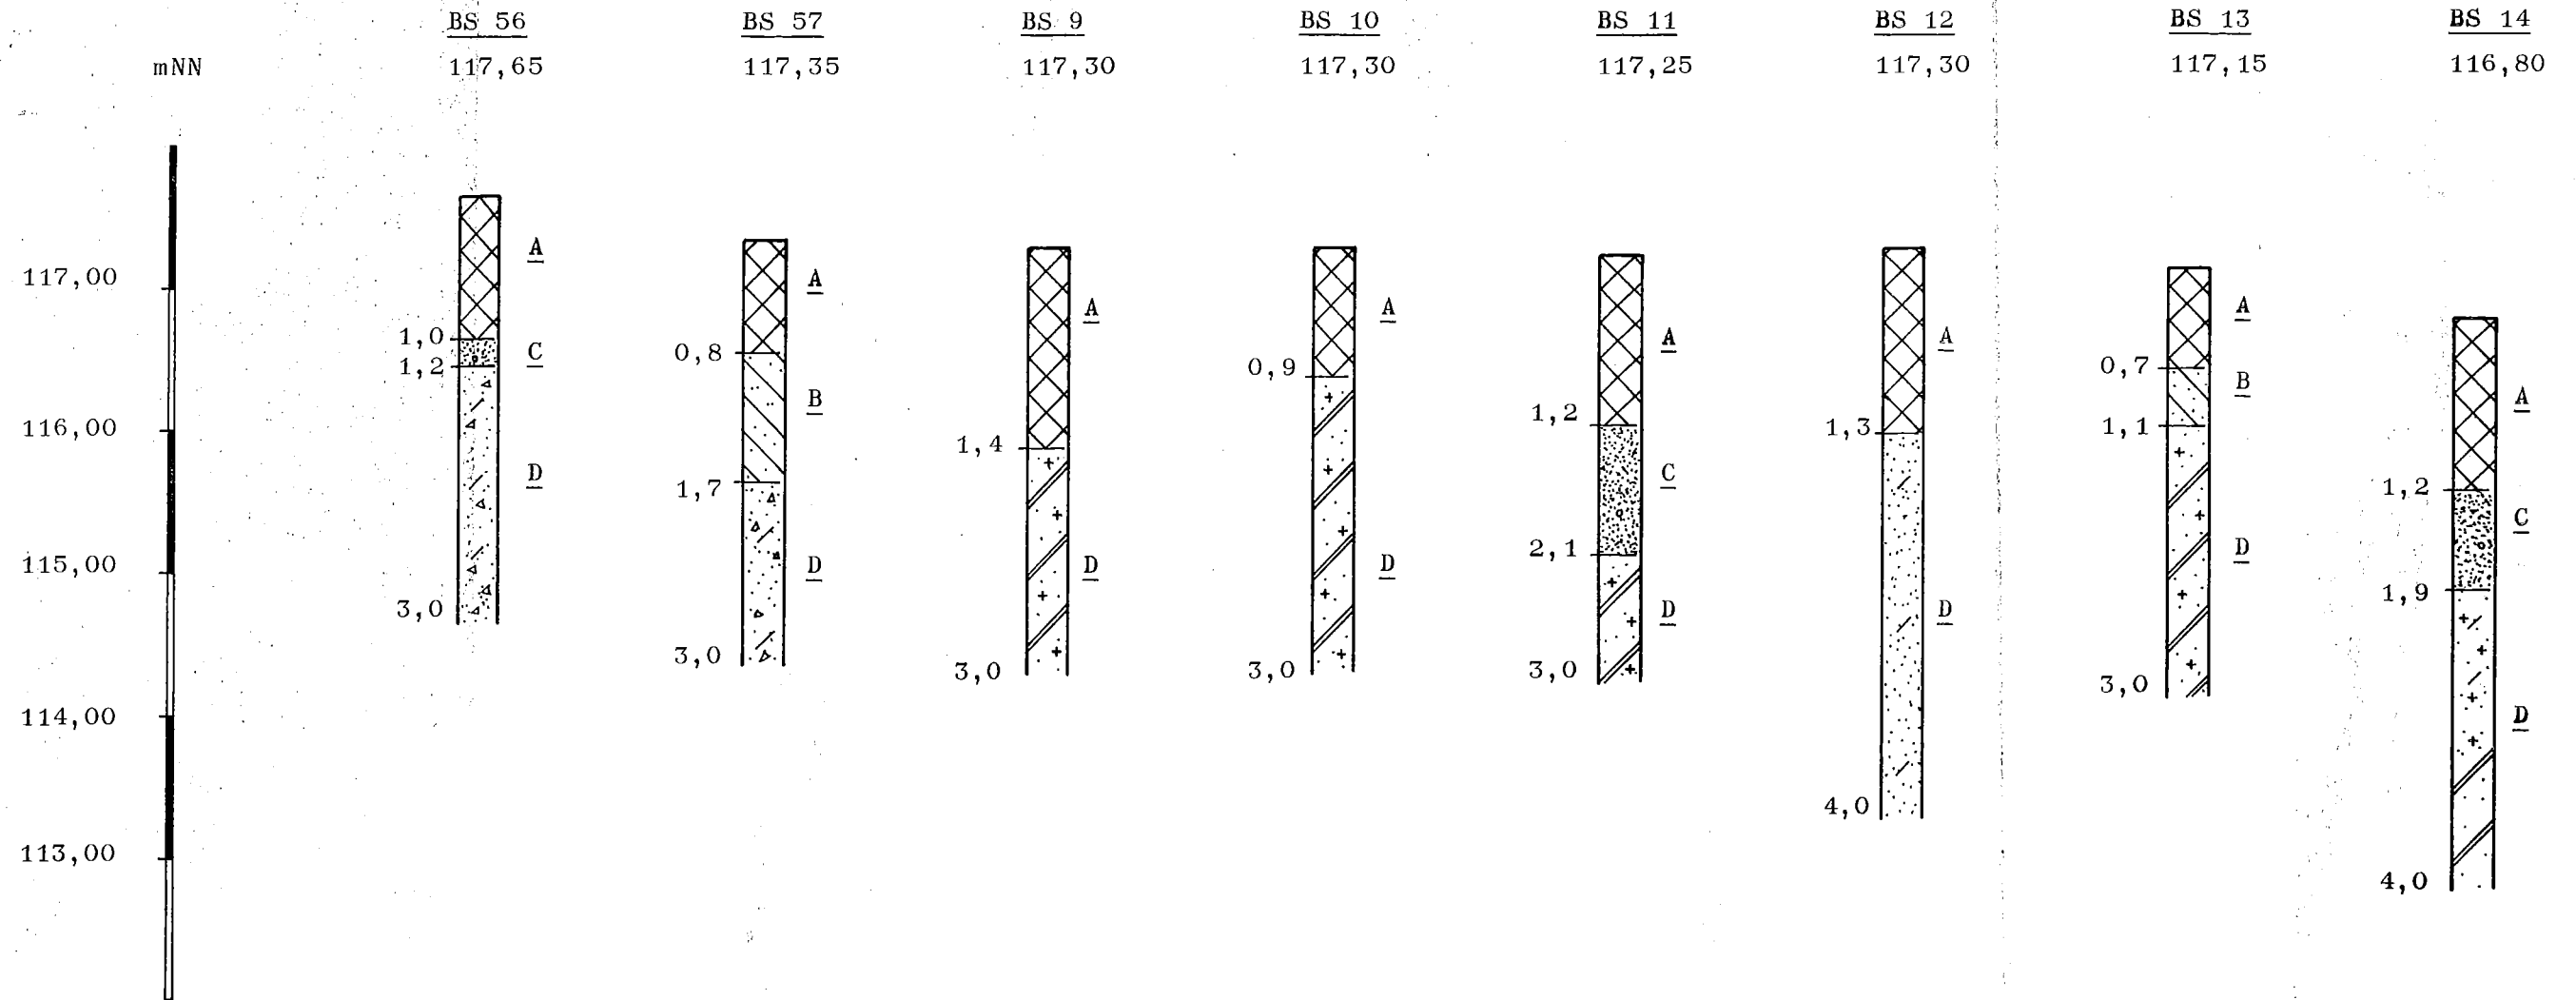 BS 56 BS 57 BS 9 BS 10 BS 11 BS 12 BS 13 BS 14
mNN 117,65 117,35 117,30 117,30 117,25 117,30 117,15 116,80
A
117,00
A
A
A
A
A
A
A
1,0
C
1,2
0,8
B
0,9
0,7
B
1,1
116,00
D
1,4
1,2
C
2,1
1,3
1,7
1,2
C
1,9
115,00
D
D
D
D
D
D
D
3,0
3,0
3,0
3,0
3,0
3,0
114,00
4,0
113,00
4,0